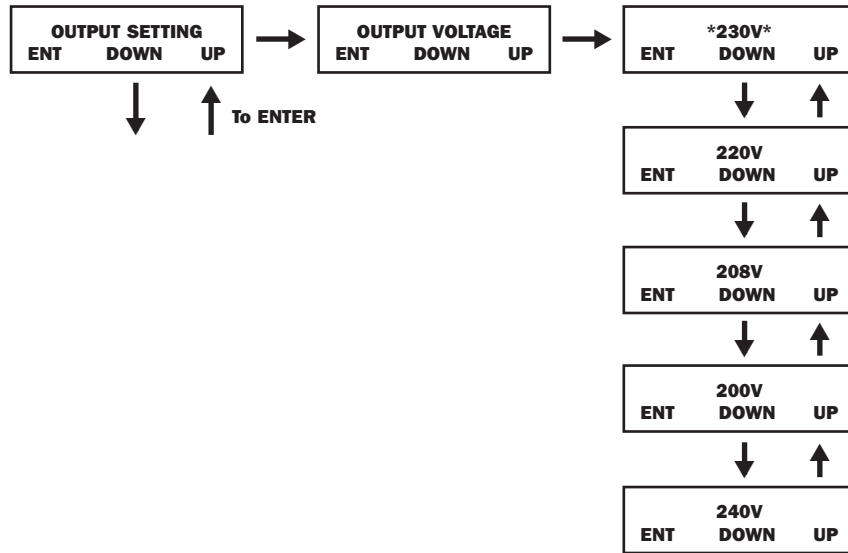 OUTPUT SETTING
ENT DOWN UP
OUTPUT VOLTAGE
ENT DOWN UP
*230V*
ENT DOWN UP
To ENTER
220V
ENT DOWN UP
208V
ENT DOWN UP
200V
ENT DOWN UP
240V
ENT DOWN UP